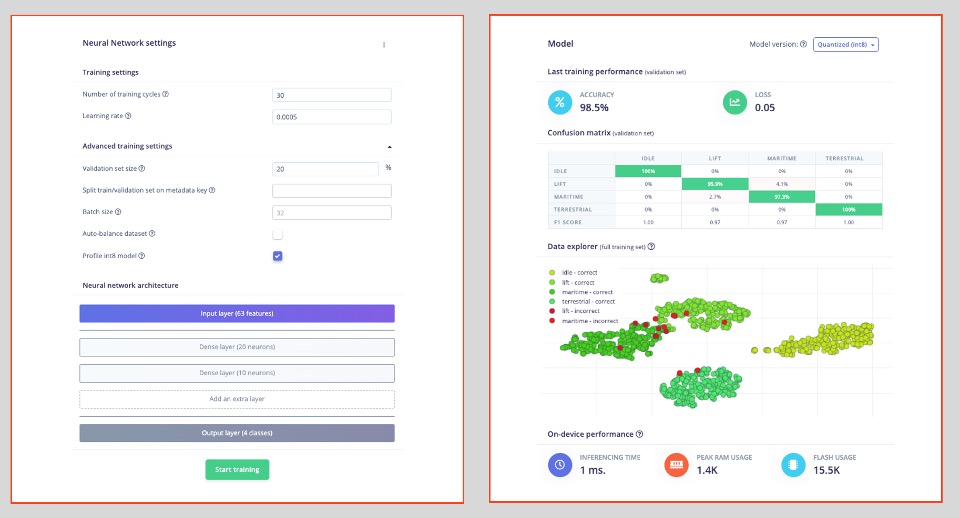 Neural Network settings
Training settings
Number of training cycles
30
Learning rate
0.0005
Advanced training settings
Validation set size
20
%
Split train/validation set on metadata key
Batch size
32
Auto-balance dataset
Profile int8 model
Neural network architecture
Input layer (63 features)
Dense layer (20 neurons)
Dense layer (10 neurons)
Add an extra layer
Output layer (4 classes)
Start training
Model
Model version: Quantized (int8)
Last training performance (validation set)
ACCURACY
98.5%
LOSS
0.05
Confusion matrix (validation set)
IDLE LIFT MARITIME TERRESTRIAL
IDLE 100% 0% 0% 0%
LIFT 0% 95.9% 4.1% 0%
MARITIME 0% 2.7% 97.3% 0%
TERRESTRIAL 0% 0% 0% 100%
F1 SCORE 1.00 0.97 0.97 1.00
Data explorer (full training set)
idle - correct
lift - correct
maritime - correct
terrestrial - correct
lift - incorrect
maritime - incorrect
On-device performance
INFERENCING TIME
1 ms.
PEAK RAM USAGE
1.4K
FLASH USAGE
15.5K